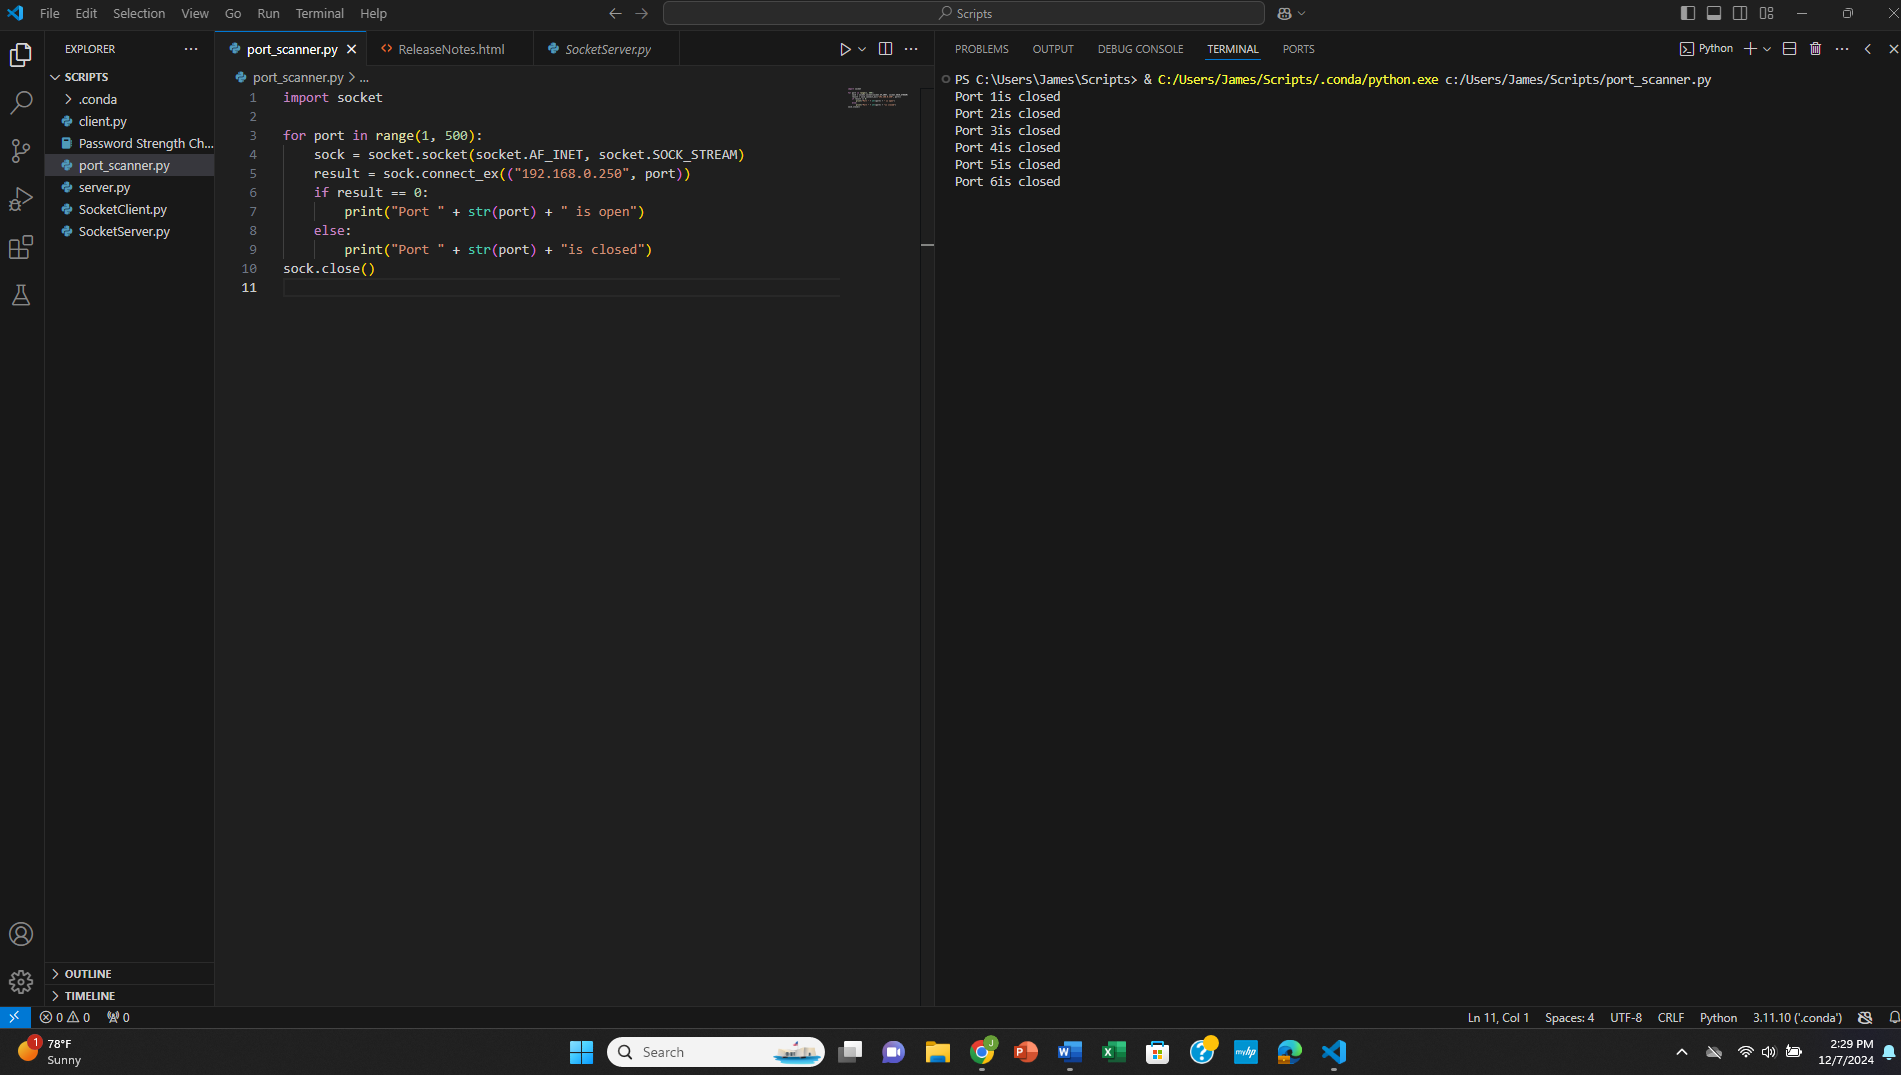 File Edit Selection View Go Run Terminal Help
Scripts
EXPLORER
SCRIPTS
.conda
client.py
Password Strength Ch...
port_scanner.py
server.py
SocketClient.py
SocketServer.py
OUTLINE
TIMELINE
port_scanner.py ReleaseNotes.html SocketServer.py
port_scanner.py > ...
1 import socket
2
3 for port in range(1, 500):
4 sock = socket.socket(socket.AF_INET, socket.SOCK_STREAM)
5 result = sock.connect_ex(("192.168.0.250", port))
6 if result == 0:
7 print("Port " + str(port) + " is open")
8 else:
9 print("Port " + str(port) + "is closed")
10 sock.close()
11
PROBLEMS OUTPUT DEBUG CONSOLE TERMINAL PORTS
Python
PS C:\Users\James\Scripts> & C:/Users/James/Scripts/.conda/python.exe c:/Users/James/Scripts/port_scanner.py
Port 1is closed
Port 2is closed
Port 3is closed
Port 4is closed
Port 5is closed
Port 6is closed
0 0 0
Ln 11, Col 1 Spaces: 4 UTF-8 CRLF Python 3.11.10 ('.conda')
1
78°F
Sunny
Search
J
P
W
X
?
myhp
2:29 PM
12/7/2024